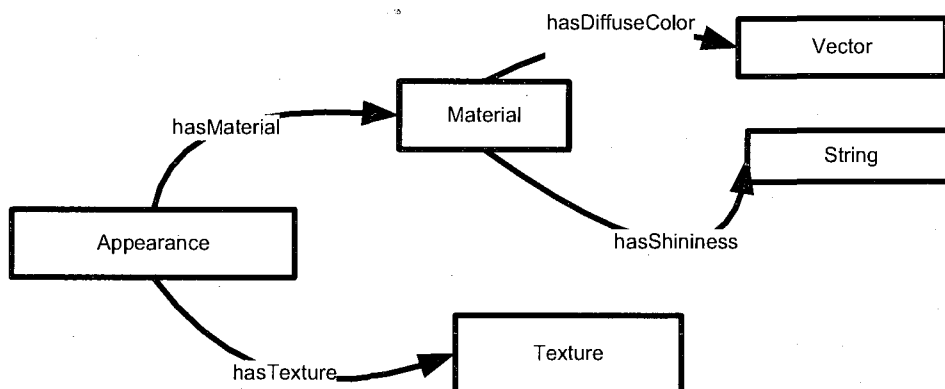 hasDiffuseColor
Vector
hasMaterial
Material
String
Appearance
hasShininess
hasTexture
Texture